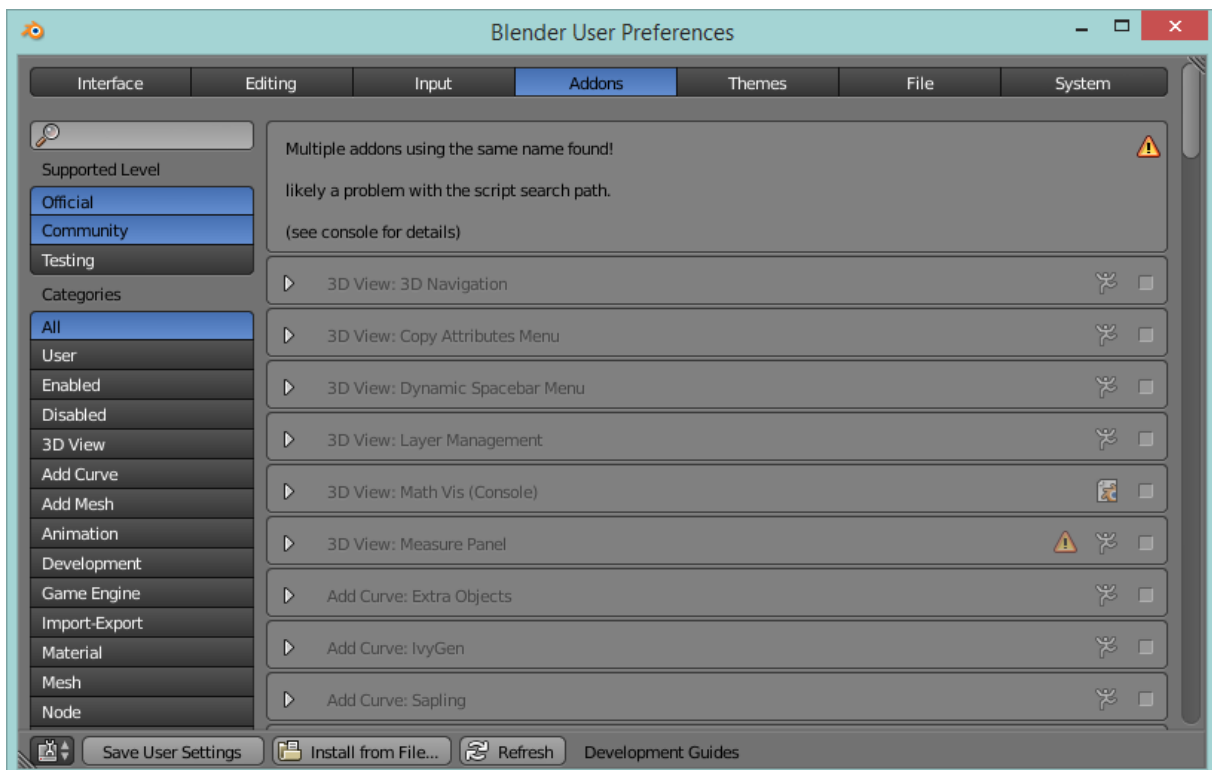 Blender User Preferences
Interface Editing Input Addons Themes File System
Supported Level
Official
Community
Testing
Categories
All
User
Enabled
Disabled
3D View
Add Curve
Add Mesh
Animation
Development
Game Engine
Import-Export
Material
Mesh
Node
Multiple addons using the same name found!
likely a problem with the script search path.
(see console for details)
3D View: 3D Navigation
3D View: Copy Attributes Menu
3D View: Dynamic Spacebar Menu
3D View: Layer Management
3D View: Math Vis (Console)
3D View: Measure Panel
Add Curve: Extra Objects
Add Curve: IvyGen
Add Curve: Sapling
Save User Settings Install from File... Refresh Development Guides